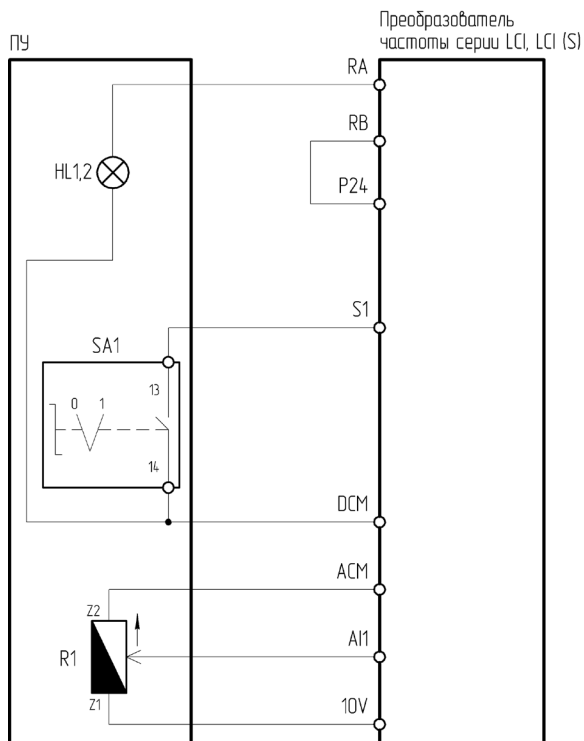 Преобразователь
частоты серии LCI, LCI (S)
ПУ
RA
RB
HL1,2
P24
S1
SA1
13
0 1
14
DCM
ACM
Z2
R1
AI1
Z1
10V